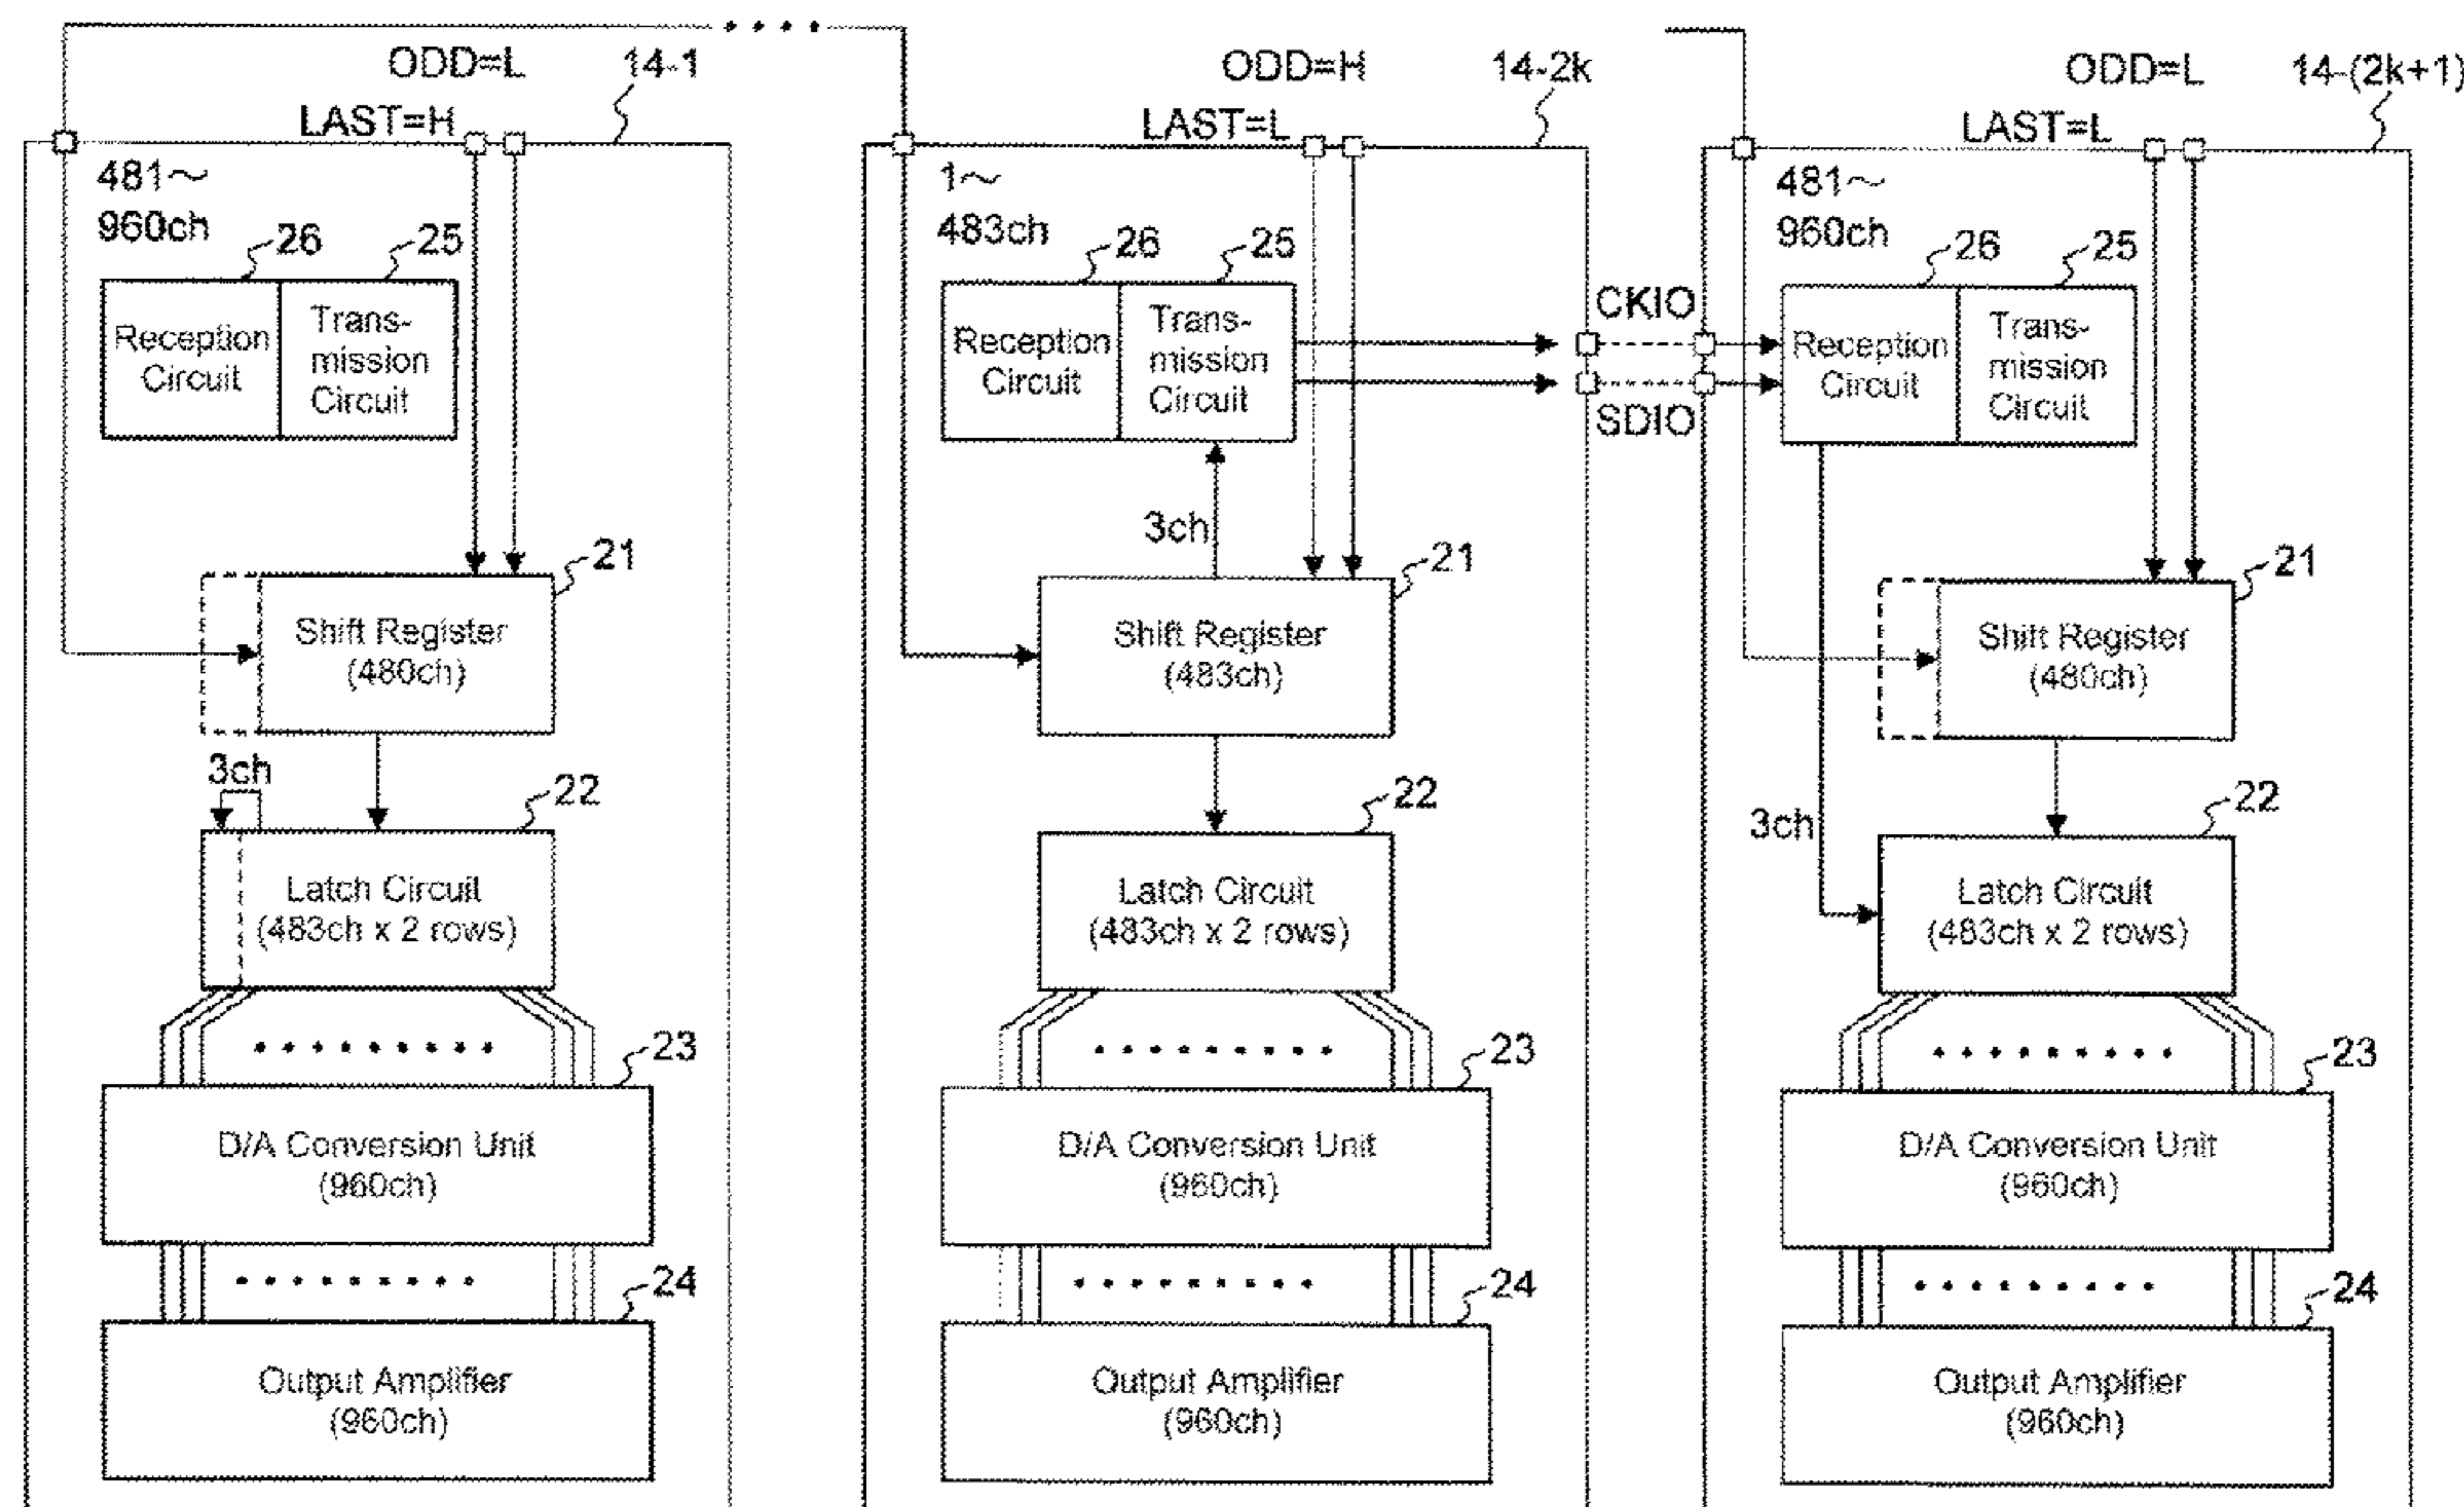 ODD=L
14-1
LAST=H
481~
960ch
26
25
Reception
Circuit
Trans-
mission
Circuit
21
Shift Register
(480ch)
3ch
22
Latch Circuit
(483ch x 2 rows)
23
D/A Conversion Unit
(960ch)
24
Output Amplifier
(960ch)
ODD=H
14-2k
LAST=L
1~
483ch
26
25
Reception
Circuit
Trans-
mission
Circuit
CKIO
SDIO
3ch
21
Shift Register
(483ch)
22
Latch Circuit
(483ch x 2 rows)
23
D/A Conversion Unit
(960ch)
24
Output Amplifier
(960ch)
ODD=L
14-(2k+1)
LAST=L
481~
960ch
26
25
Reception
Circuit
Trans-
mission
Circuit
21
Shift Register
(480ch)
3ch
22
Latch Circuit
(483ch x 2 rows)
23
D/A Conversion Unit
(960ch)
24
Output Amplifier
(960ch)